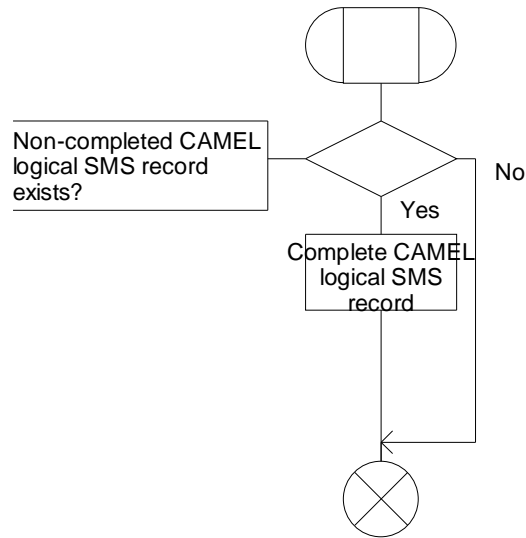 Non-completed CAMEL
logical SMS record
exists?
No
Yes
Complete CAMEL
logical SMS
record